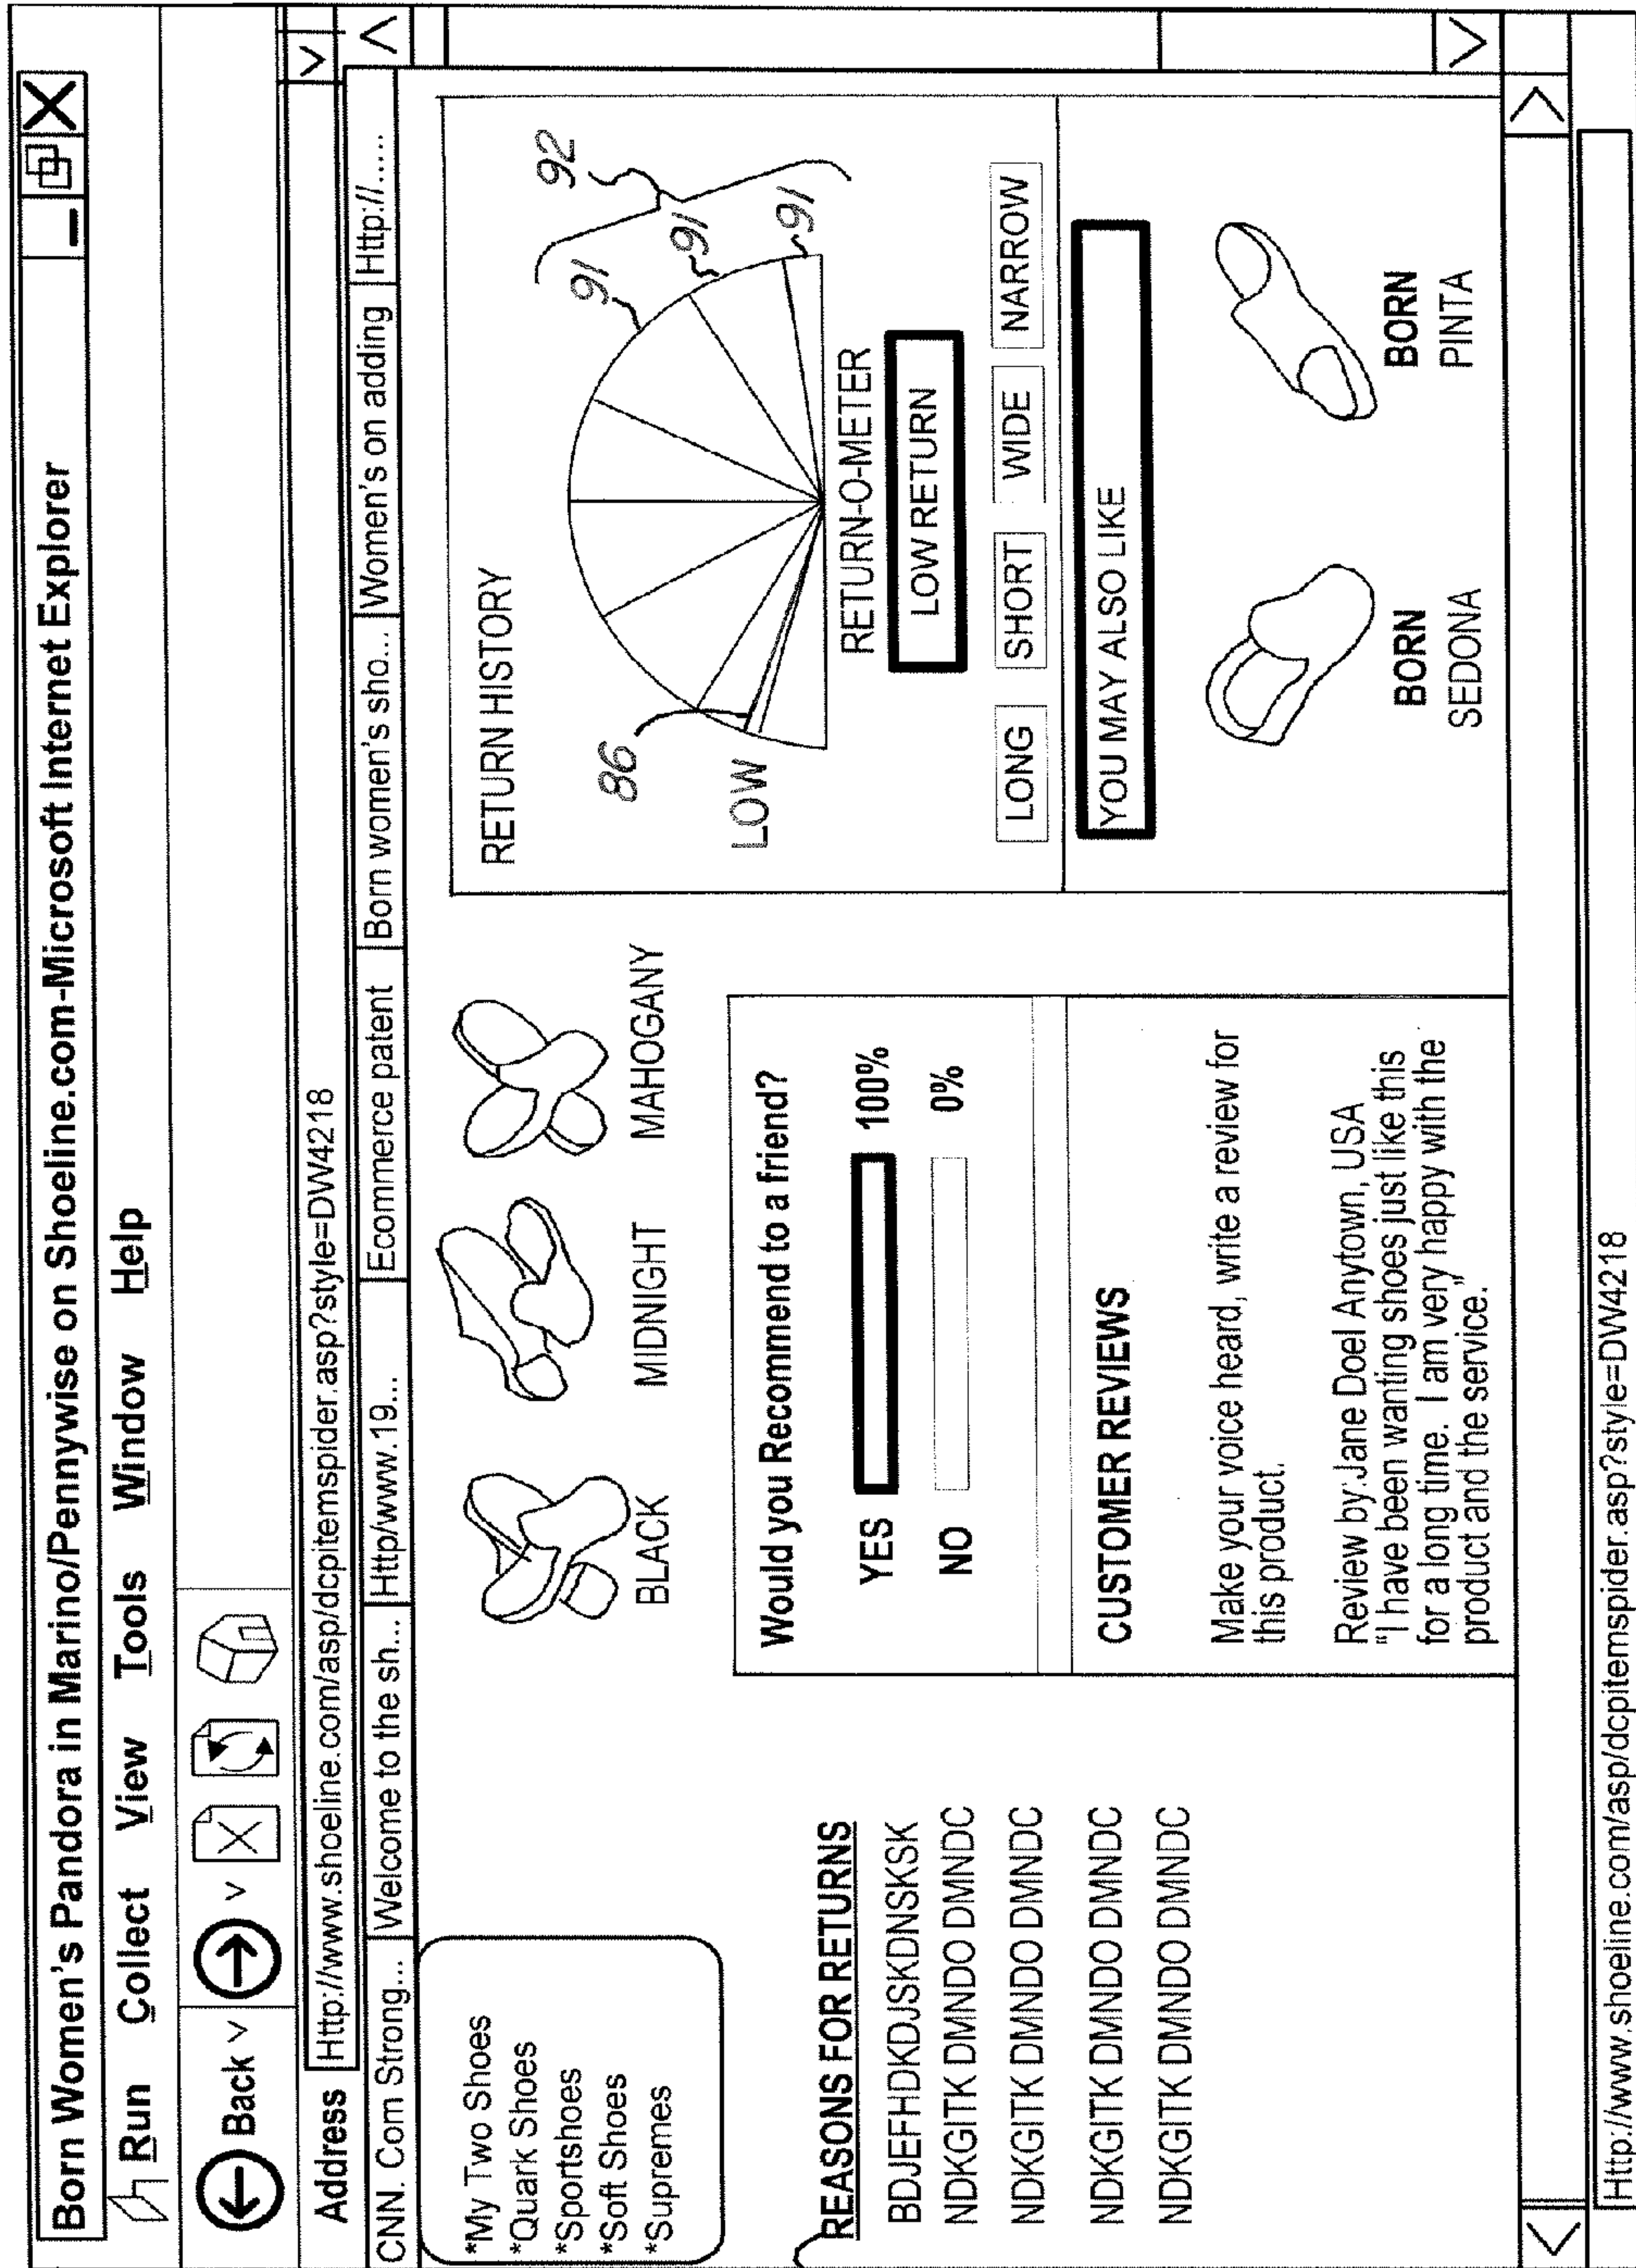 Born Women's Pandora in Marino/Pennywise on Shoeline.com-Microsoft Internet Explorer
Run Collect View Tools Window Help
Back
Address Http://www.shoeline.com/asp/dcpitemspider.asp?style=DW4218
CNN. Com Strong... Welcome to the sh... Http/www.19... Ecommerce patent Born women's sho... Women's on adding Http://.....
*My Two Shoes
*Quark Shoes
*Sportshoes
*Soft Shoes
*Supremes
REASONS FOR RETURNS
BDJEFHDKDJSKDNSKSK
NDKGITK DMNDO DMNDC
NDKGITK DMNDO DMNDC
NDKGITK DMNDO DMNDC
NDKGITK DMNDO DMNDC
BLACK MIDNIGHT MAHOGANY
Would you Recommend to a friend?
YES 100%
NO 0%
CUSTOMER REVIEWS
Make your voice heard, write a review for
this product.
Review by:Jane Doel Anytown, USA
"I have been wanting shoes just like this
for a long time. I am very happy with the
product and the service."
RETURN HISTORY
86 91 91 91 92
LOW
RETURN-O-METER
LOW RETURN
LONG SHORT WIDE NARROW
YOU MAY ALSO LIKE
BORN BORN
SEDONA PINTA
Http://www.shoeline.com/asp/dcpitemspider.asp?style=DW4218